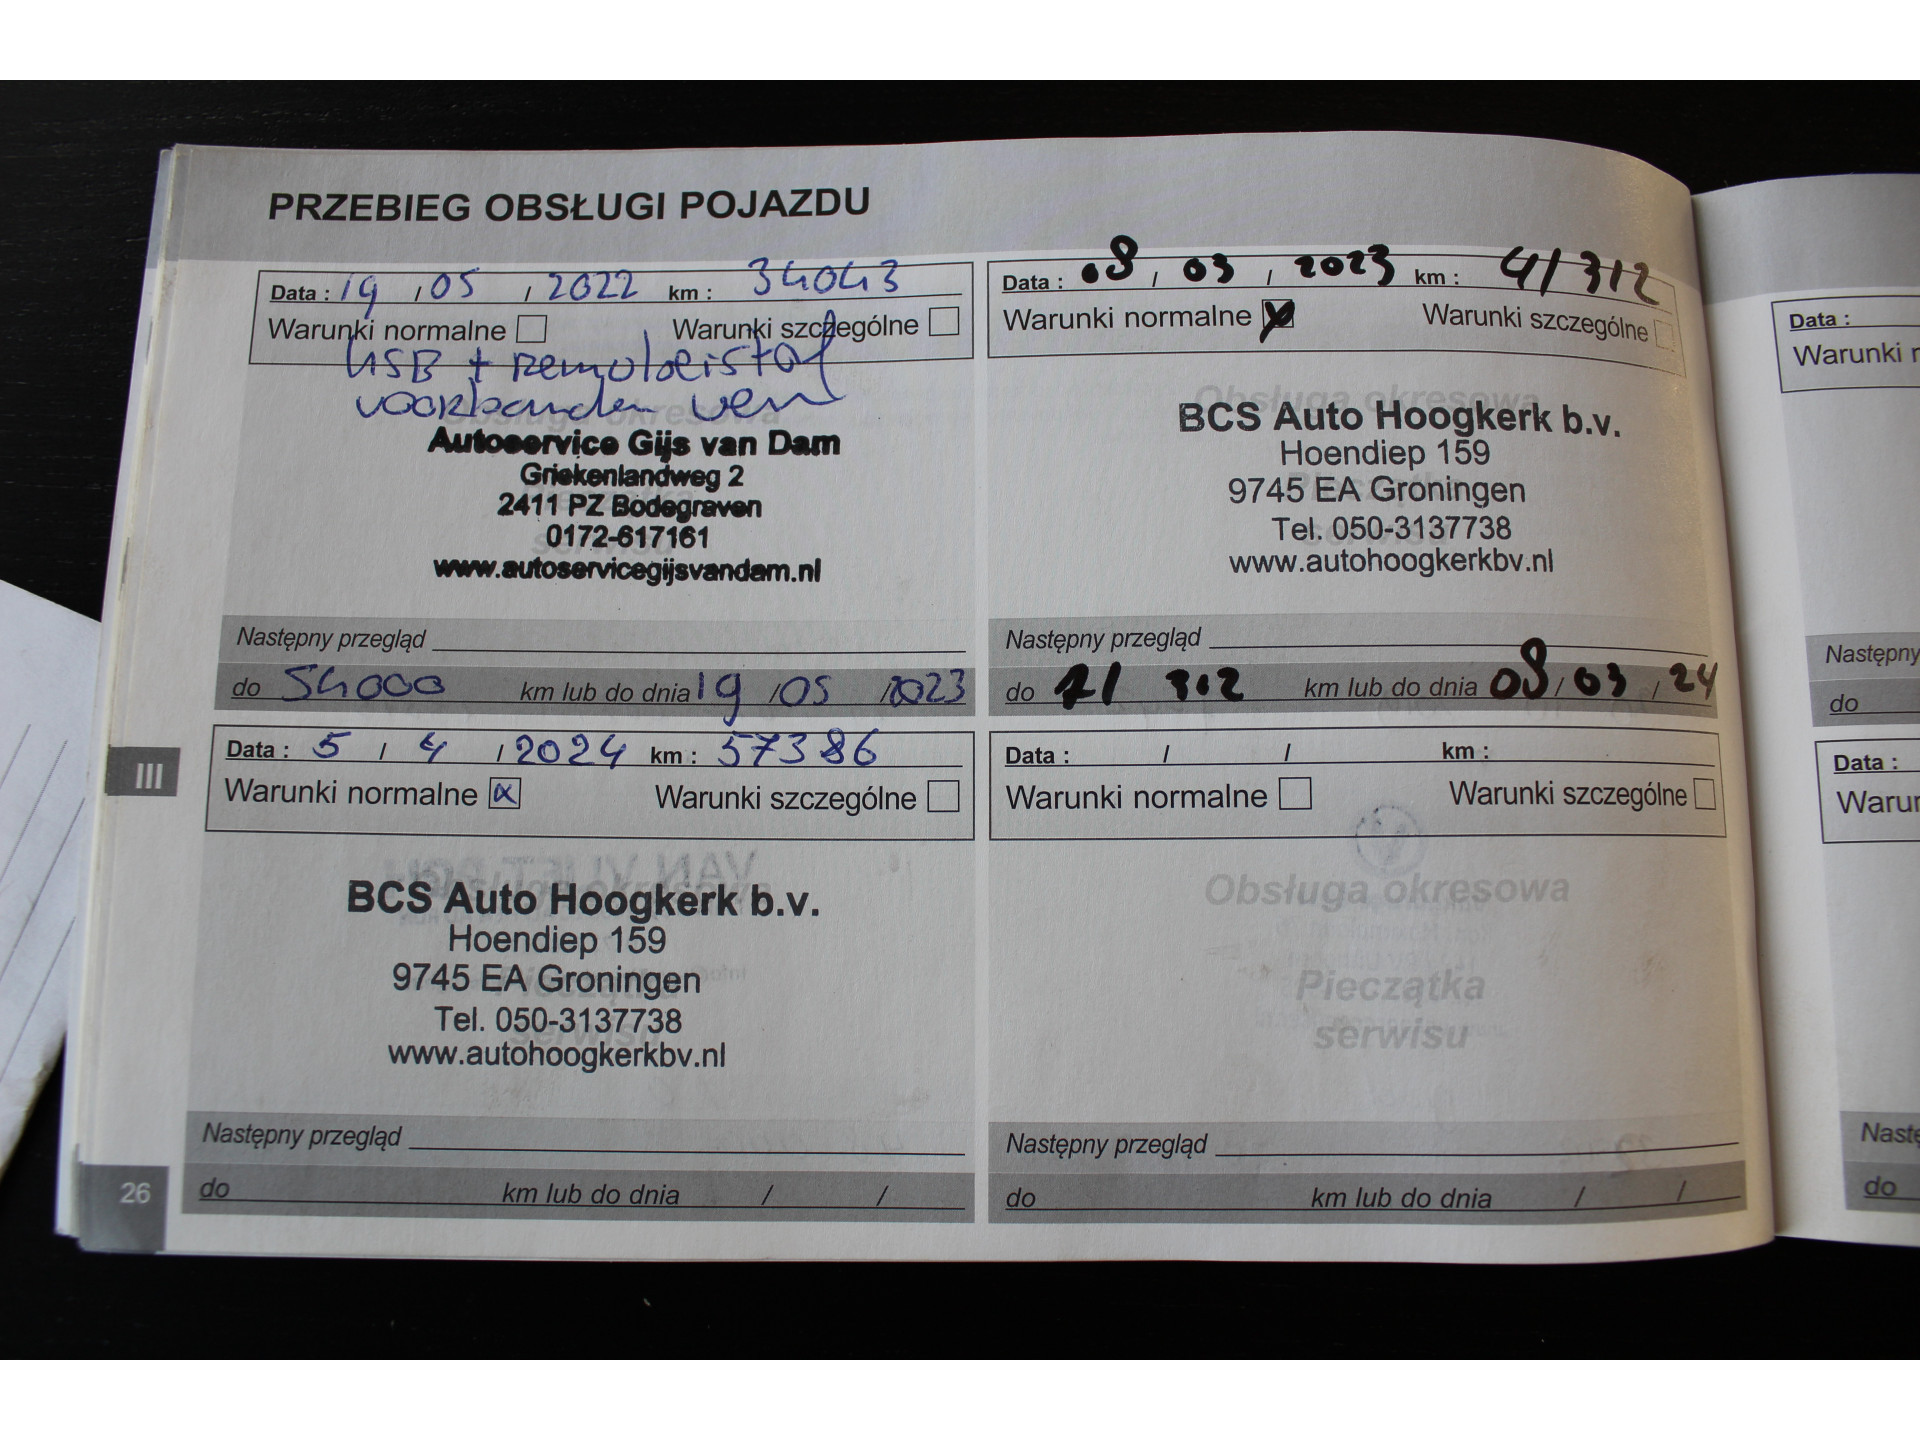 PRZEBIEG OBSŁUGI POJAZDU
Data : 19 / 05 / 2022 km : 34043
Warunki normalne Warunki szczególne
USB + remvloeistof
voorbanden ver
Autoservice Gijs van Dam
Griekenlandweg 2
2411 PZ Bodegraven
0172-617161
www.autoservicegijsvandam.nl
Następny przegląd
do 54000 km lub do dnia 19 / 05 / 2023
Data : 08 / 03 / 2023 km : 41312
Warunki normalne X Warunki szczególne
Obsługa okresowa
BCS Auto Hoogkerk b.v.
Hoendiep 159
9745 EA Groningen
Tel. 050-3137738
www.autohoogkerkbv.nl
Następny przegląd
do 71 312 km lub do dnia 08 / 03 / 24
III
Data : 5 / 4 / 2024 km : 57386
Warunki normalne X Warunki szczególne
BCS Auto Hoogkerk b.v.
Hoendiep 159
9745 EA Groningen
Tel. 050-3137738
www.autohoogkerkbv.nl
Następny przegląd
do km lub do dnia / /
Data : / / km :
Warunki normalne Warunki szczególne
Obsługa okresowa
Pieczątka
serwisu
Następny przegląd
do km lub do dnia / /
26
Data :
Warunki
Następny
do
Data :
do